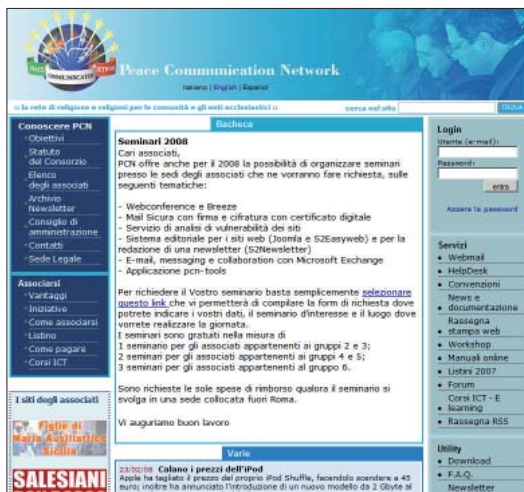 PEACE COMMUNICATION NETWORK
Peace Communication Network
Italiano | English | Espanol
:: la rete di religiose e religiosi per le comunità e gli enti ecclesiastici ::
cerca nel sito
TROVA
Conoscere PCN
Obiettivi
Statuto
del Consorzio
Elenco
degli associati
Archivio
Newsletter
Consiglio di
amministrazione
Contatti
Sede Legale
Associarsi
Vantaggi
Iniziative
Come associarsi
Listino
Come pagare
Corsi ICT
I siti degli associati
Figlie di
Maria Ausiliatrice
Sicilia
SALESIANI
Bacheca
Seminari 2008
Cari associati,
PCN offre anche per il 2008 la possibilità di organizzare seminari
presso le sedi degli associati che ne vorranno fare richiesta, sulle
seguenti tematiche:
- Webconference e Breeze
- Mail Sicura con firma e cifratura con certificato digitale
- Servizio di analisi di vulnerabilità dei siti
- Sistema editoriale per i siti web (Joomla e S2Easyweb) e per la
redazione di una newsletter (S2Newsletter)
- E-mail, messaging e collaboration con Microsoft Exchange
- Applicazione pcn-tools
Per richiedere il Vostro seminario basta semplicemente selezionare
questo link che vi permetterà di compilare la form di richiesta dove
potrete indicare i vostri dati, il seminario d'interesse e il luogo dove
vorrete realizzare la giornata.
I seminari sono gratuiti nella misura di
1 seminario per gli associati appartenenti ai gruppi 2 e 3;
2 seminari per gli associati appartenenti ai gruppi 4 e 5;
3 seminari per gli associati appartenenti al gruppo 6.
Sono richieste le sole spese di rimborso qualora il seminario si
svolga in una sede collocata fuori Roma.
Vi auguriamo buon lavoro
Varie
23/02/08 Calano i prezzi dell'iPod
Apple ha tagliato il prezzo del proprio iPod Shuffle, facendolo scendere a 45
euro; inoltre ha annunciato l'introduzione di un nuovo modello da 2 Gbyte al
Login
Utente (e-mail):
Password:
entra
Azzera la password
Servizi
Webmail
HelpDesk
Convenzioni
News e
documentazione
Rassegna
stampa web
Workshop
Manuali online
Listini 2007
Forum
Corsi ICT - E
learning
Rassegna RSS
Utility
Download
F.A.Q.
Newsletter